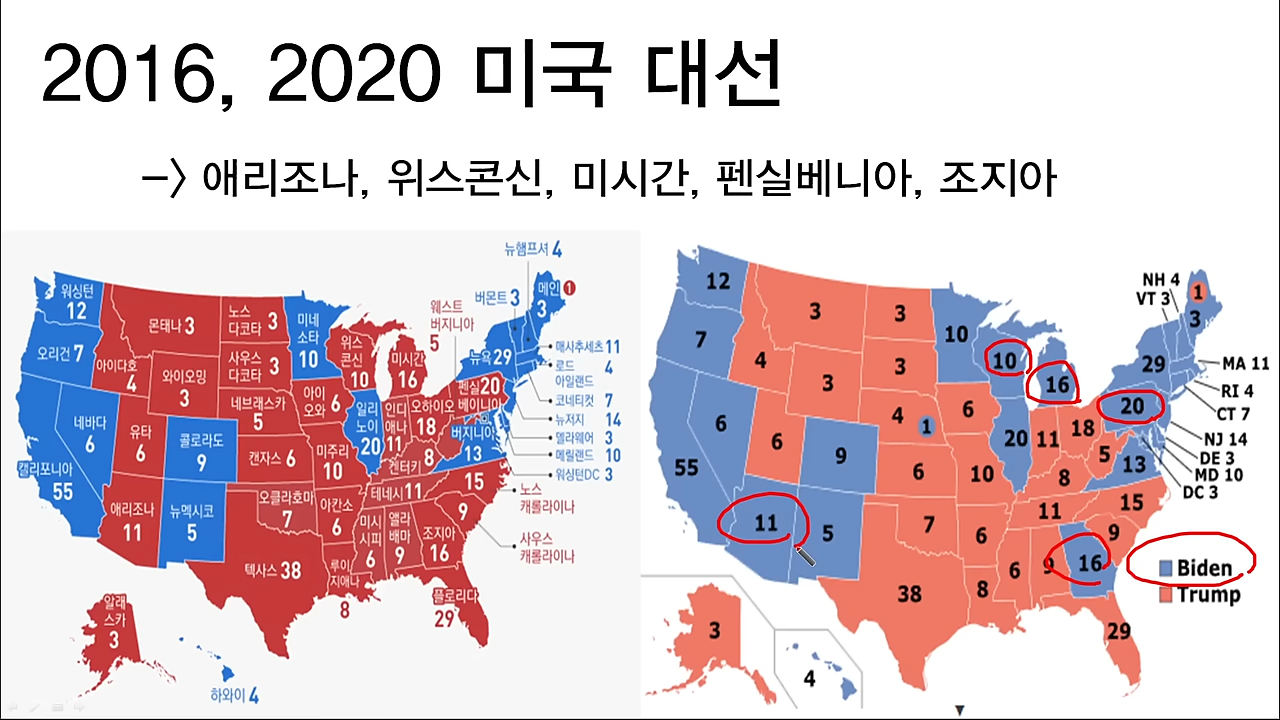 2016, 2020 미국 대선
-> 애리조나, 위스콘신, 미시간, 펜실베니아, 조지아
뉴햄프셔 4
워싱턴
12
오리건 7
아이다호
4
몬태나 3
노스
다코타 3
사우스
다코타 3
와이오밍
3
네브래스카
5
미네
소타
10
위스
콘신
10
미시간
16
웨스트
버지니아
5
버몬트 3
메인 1
3
뉴욕 29
매사추세츠 11
로드
아일랜드 4
코네티컷 7
뉴저지 14
델라웨어 3
메릴랜드 10
워싱턴DC 3
네바다
6
유타
6
콜로라도
9
캔자스 6
아이
오와 6
일리
노이
20
인디
애나
11
오하이오
18
펜실 20
베이니아
버지니아
13
캘리포니아
55
애리조나
11
뉴멕시코
5
오클라호마
7
미주리
10
켄터키 8
테네시 11
15
노스
캐롤라이나
9
사우스
캐롤라이나
아칸소
6
미시
시피
6
앨라
배마
9
조지아
16
텍사스 38
루이
지애나
8
플로리다
29
알래
스카
3
하와이 4
12
7
4
3
3
3
3
10
10
16
1
3
29
NH 4
VT 3
MA 11
RI 4
CT 7
NJ 14
DE 3
MD 10
DC 3
6
6
9
4
1
6
20
11
18
20
5
13
55
6
10
8
15
11
5
7
6
11
9
6
9
16
38
8
29
3
4
Biden
Trump